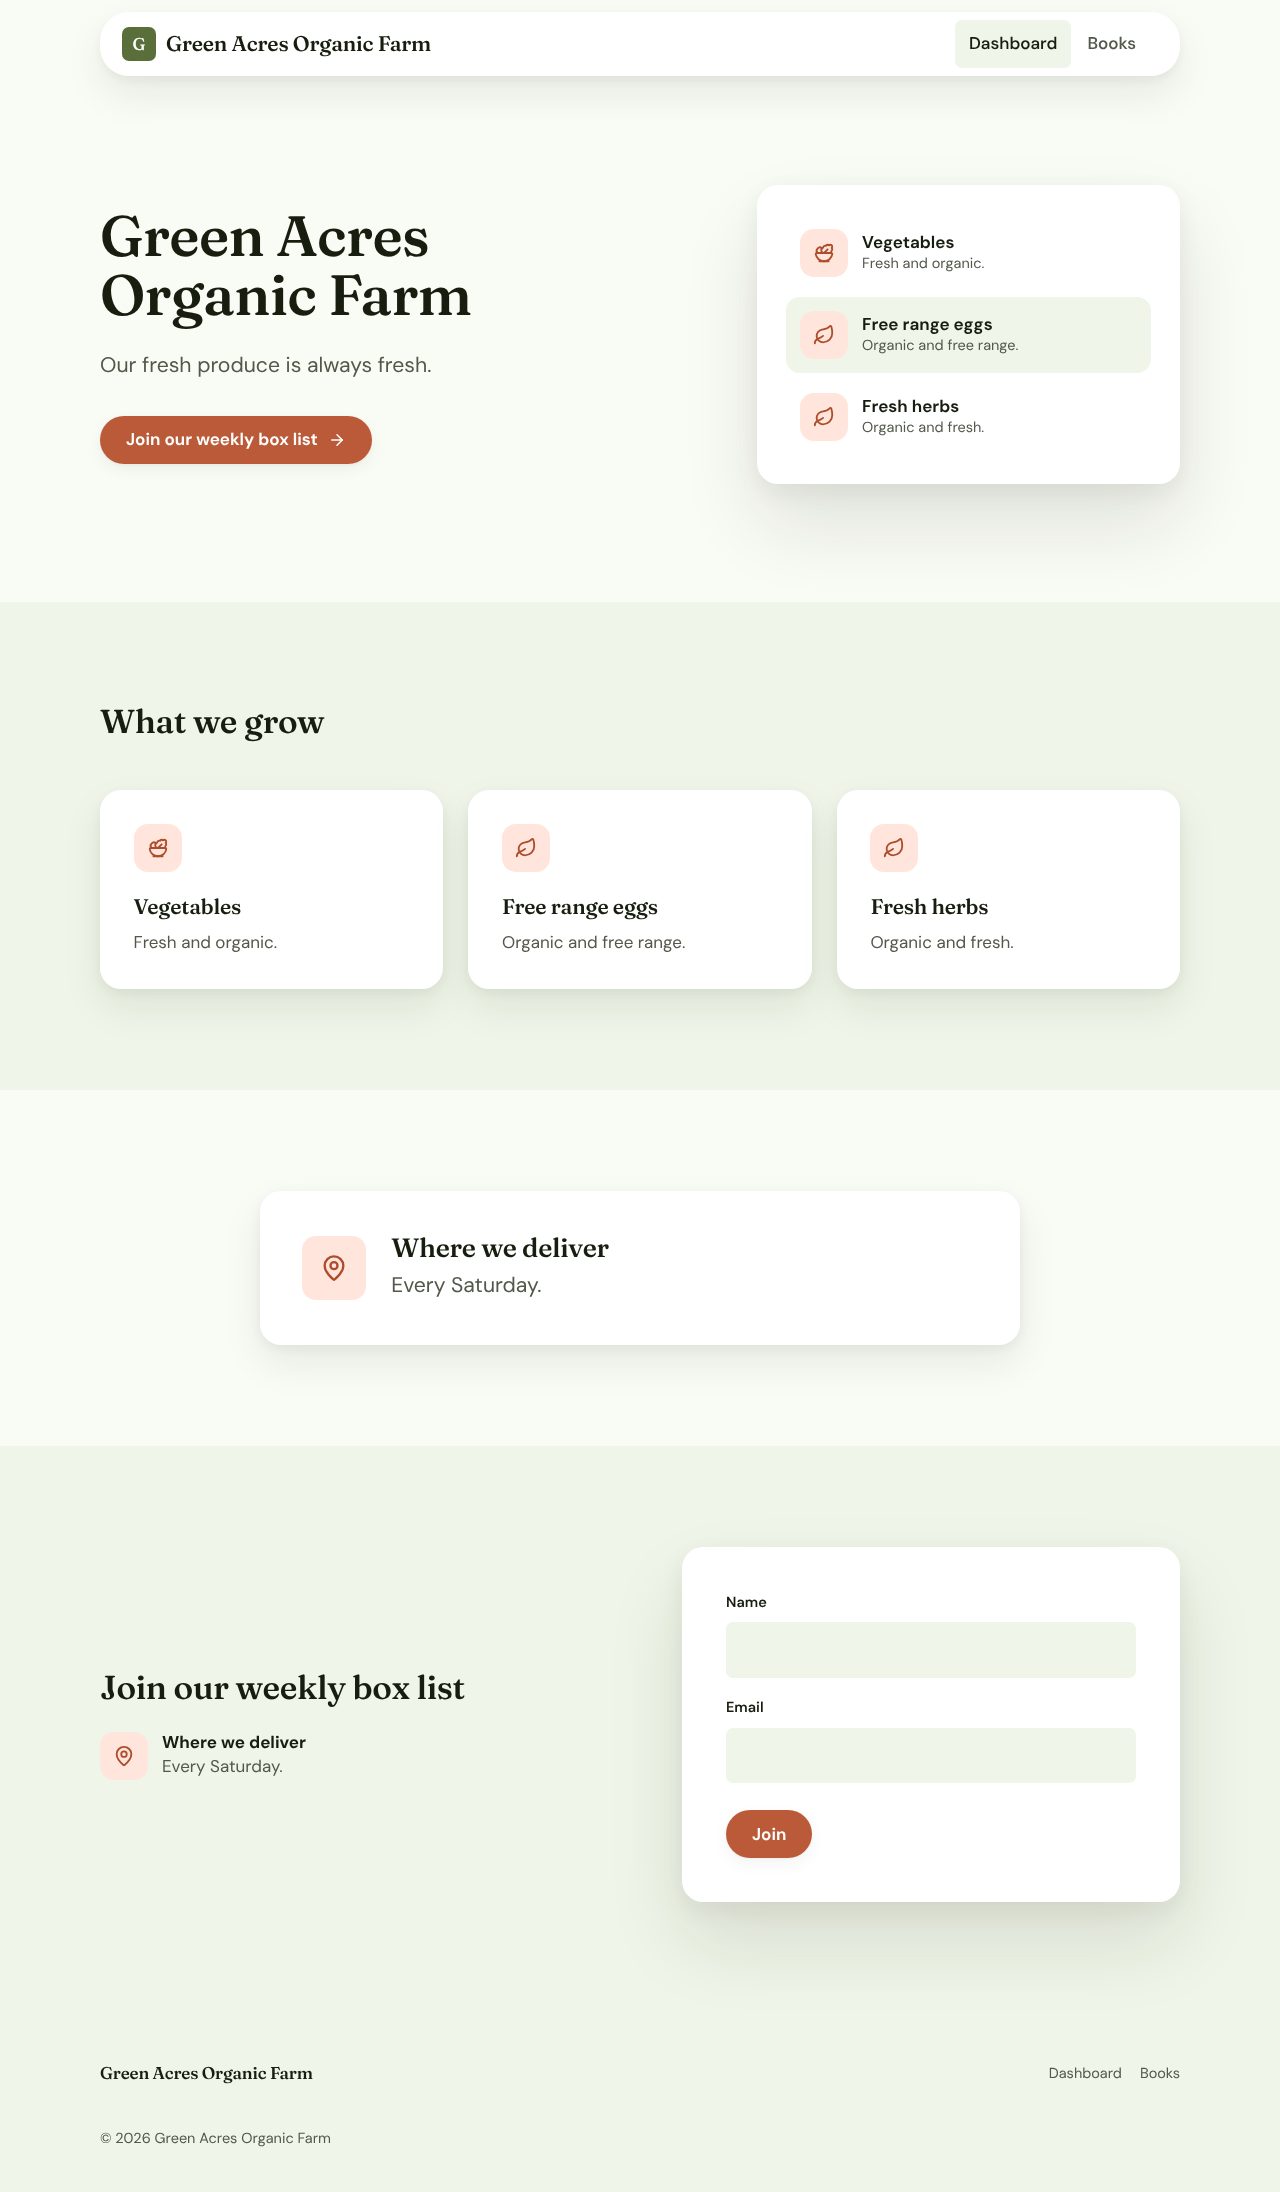 G Green Acres Organic Farm
Dashboard Books
Green Acres
Organic Farm
Our fresh produce is always fresh.
Join our weekly box list
Vegetables
Fresh and organic.
Free range eggs
Organic and free range.
Fresh herbs
Organic and fresh.
What we grow
Vegetables
Fresh and organic.
Free range eggs
Organic and free range.
Fresh herbs
Organic and fresh.
Where we deliver
Every Saturday.
Join our weekly box list
Where we deliver
Every Saturday.
Name
Email
Join
Green Acres Organic Farm
Dashboard Books
© 2026 Green Acres Organic Farm